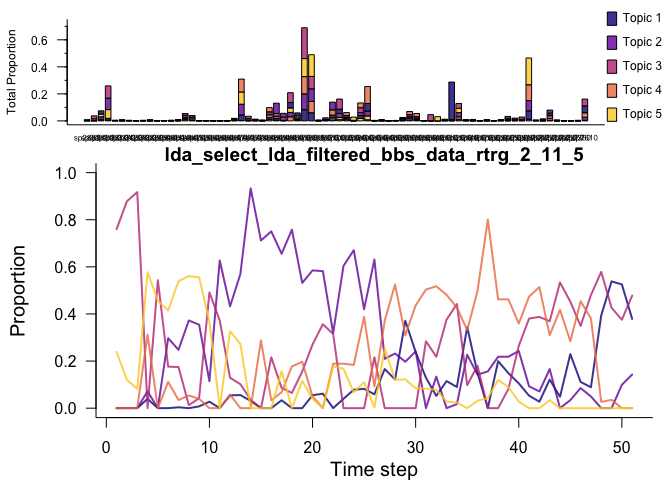 Topic 1
Topic 2
Topic 3
Topic 4
Topic 5
Total Proportion
0.6
0.4
0.2
0.0
lda_select_lda_filtered_bbs_data_rtrg_2_11_5
Proportion
1.0
0.8
0.6
0.4
0.2
0.0
0 10 20 30 40 50
Time step